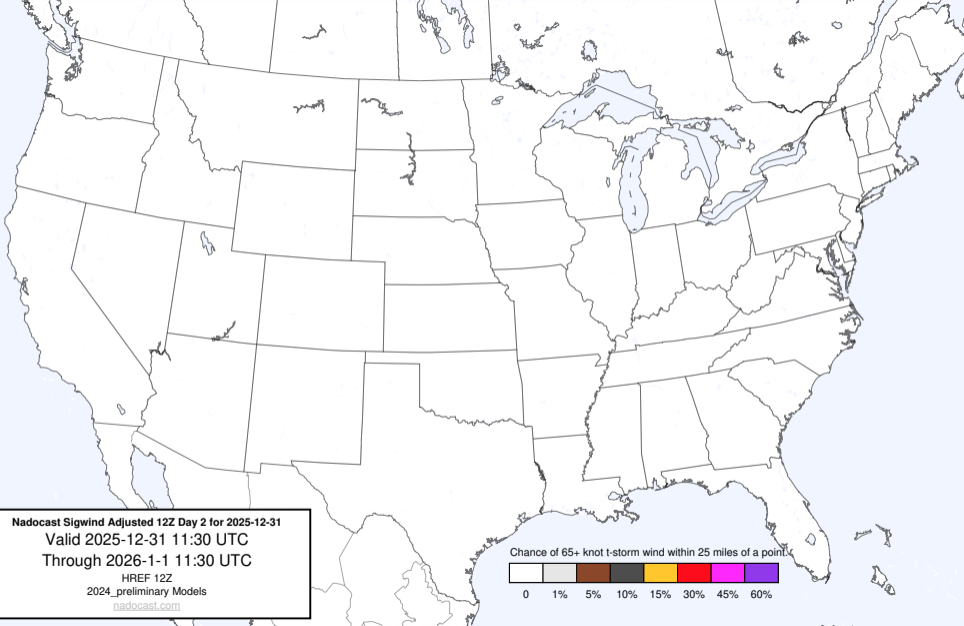 Nadocast Sigwind Adjusted 12Z Day 2 for 2025-12-31
Valid 2025-12-31 11:30 UTC
Through 2026-1-1 11:30 UTC
HREF 12Z
2024_preliminary Models
nadocast.com
Chance of 65+ knot t-storm wind within 25 miles of a point.
0 1% 5% 10% 15% 30% 45% 60%